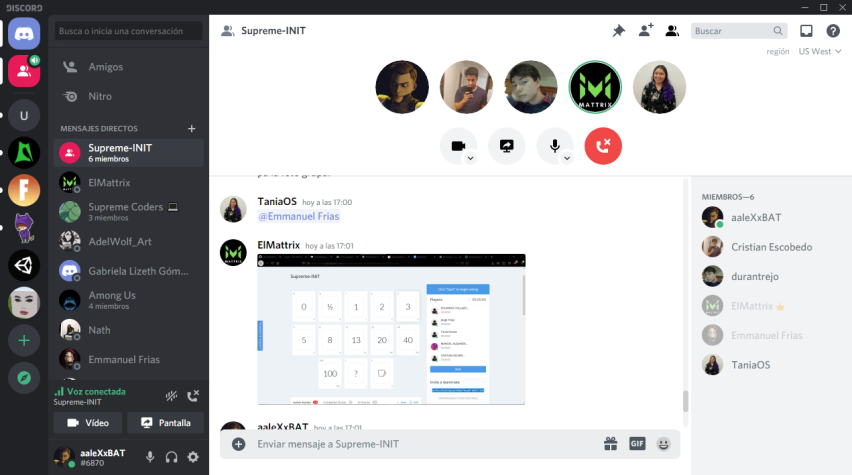 DISCORD
Busca o inicia una conversación
Amigos
Nitro
MENSAJES DIRECTOS
Supreme-INIT
6 miembros
ElMattrix
Supreme Coders
3 miembros
AdelWolf_Art
Gabriela Lizeth Góm...
Among Us
4 miembros
Nath
Emmanuel Frias
Voz conectada
Supreme-INIT
Vídeo
Pantalla
aaleXxBAT
#6870
U
Supreme-INIT
Buscar
región US West
MATTRIX
TaniaOS hoy a las 17:00
@Emmanuel Frias
ElMattrix hoy a las 17:01
Supreme-INIT
0 ½ 1 2 3
5 8 13 20 40
100 ?
Players
aaleXxBAT hoy a las 17:01
Enviar mensaje a Supreme-INIT
GIF
MIEMBROS—6
aaleXxBAT
Cristian Escobedo
durantrejo
ElMattrix
Emmanuel Frias
TaniaOS